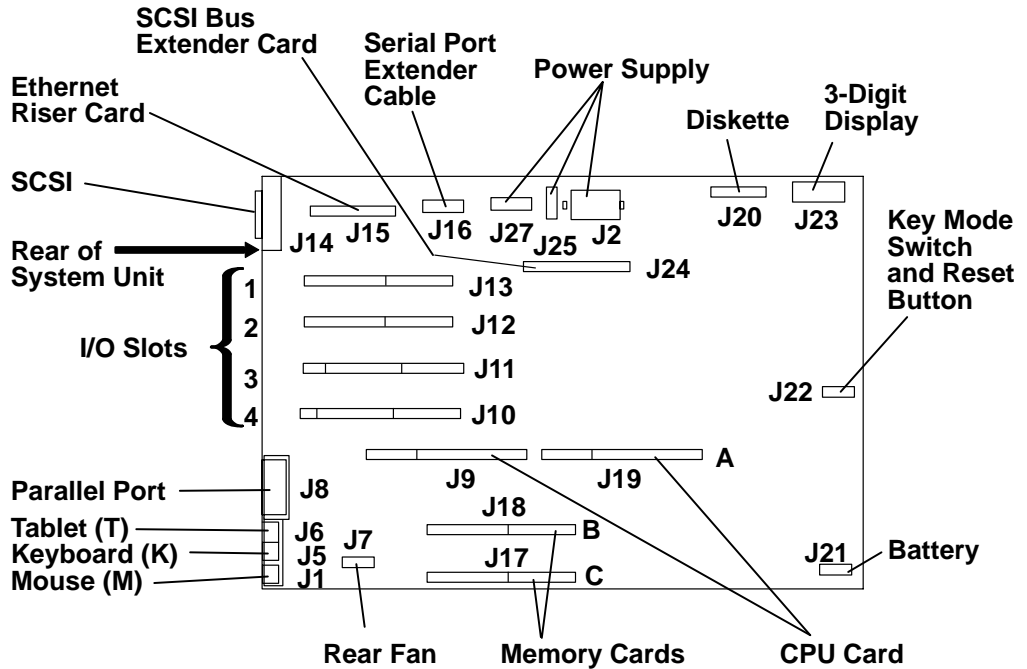 SCSI Bus
Extender Card
Serial Port
Extender
Cable
Power Supply
Ethernet
Riser Card
Diskette
3-Digit
Display
SCSI
J14
J15
J16
J27
J25
J2
J20
J23
Key Mode
Switch
and Reset
Button
Rear of
System Unit
J24
1
J13
2
J12
I/O Slots
3
J11
J22
4
J10
A
J9
J19
Parallel Port
J8
J18
Tablet (T)
J6
B
Keyboard (K)
J5
J7
J21
Battery
Mouse (M)
J1
J17
C
Rear Fan
Memory Cards
CPU Card